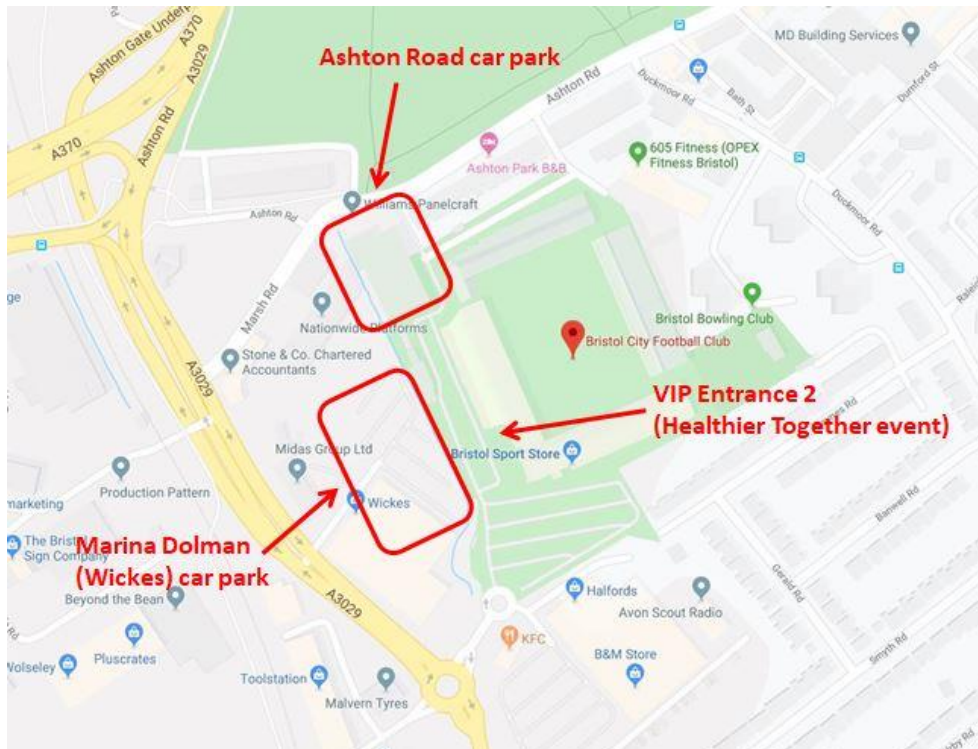 MD Building Services
Ashton Gate Underp
A370
A3029
Ashton Road car park
Ashton Rd
Duckmoor Rd
Bath St
Durnford St
A370
Ashton Rd
605 Fitness (OPEX
Fitness Bristol)
Ashton Park B&B
Williams Panelcraft
Ashton Rd
Duckmoor Rd
Marsh Rd
Nationwide Platforms
Bristol Bowling Club
Bristol City Football Club
Stone & Co. Chartered
Accountants
A3029
VIP Entrance 2
(Healthier Together event)
Midas Group Ltd
Bristol Sport Store
Production Pattern
marketing
Wickes
Banwell Rd
Marina Dolman
(Wickes) car park
The Brist
Sign Company
Beyond the Bean
A3029
Halfords
Avon Scout Radio
Gerald Rd
KFC
B&M Store
Smyth Rd
Pluscrates
Wolseley
Toolstation
Malvern Tyres